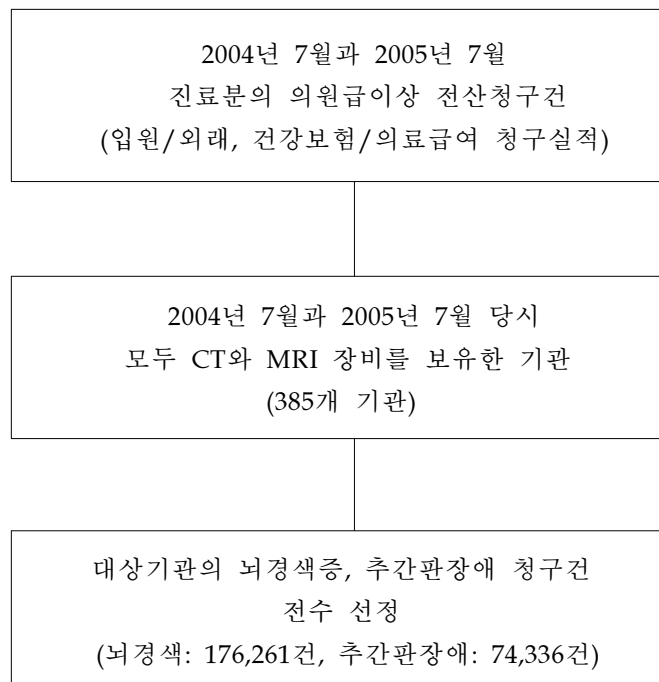 2004년 7월과 2005년 7월
진료분의 의원급이상 전산청구건
(입원/외래, 건강보험/의료급여 청구실적)
2004년 7월과 2005년 7월 당시
모두 CT와 MRI 장비를 보유한 기관
(385개 기관)
대상기관의 뇌경색증, 추간판장애 청구건
전수 선정
(뇌경색: 176,261건, 추간판장애: 74,336건)